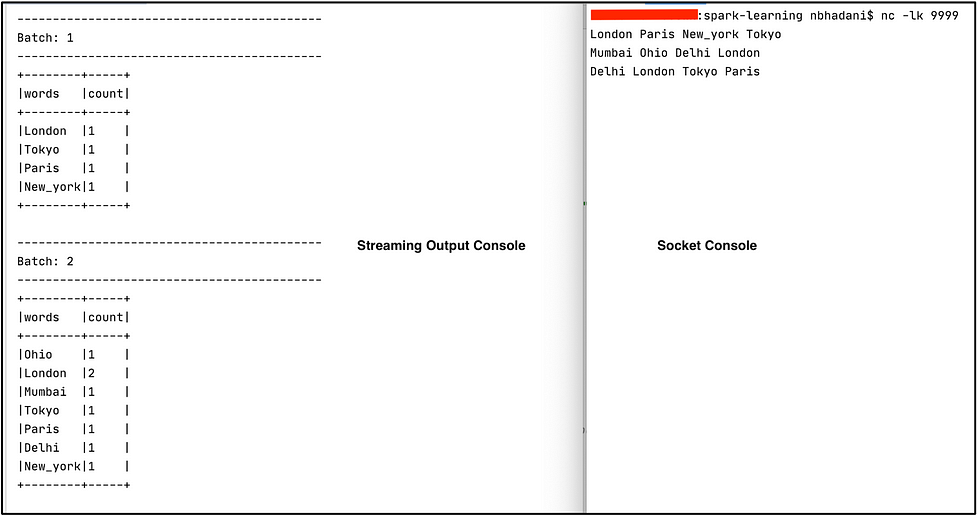 -----------------------------------------
Batch: 1
-----------------------------------------
+--------+-----+
|words   |count|
+--------+-----+
|London  |1    |
|Tokyo   |1    |
|Paris   |1    |
|New_york|1    |
+--------+-----+
-----------------------------------------
Batch: 2
-----------------------------------------
+--------+-----+
|words   |count|
+--------+-----+
|Ohio    |1    |
|London  |2    |
|Mumbai  |1    |
|Tokyo   |1    |
|Paris   |1    |
|Delhi   |1    |
|New_york|1    |
+--------+-----+
Streaming Output Console
:spark-learning nbhadani$ nc -lk 9999
London Paris New_york Tokyo
Mumbai Ohio Delhi London
Delhi London Tokyo Paris
Socket Console